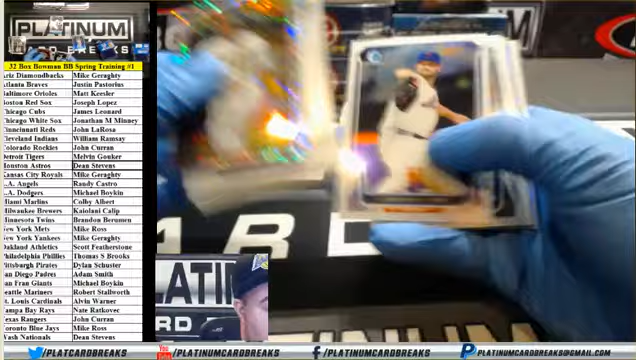 PLATINUM
CARD BREAKS
32 Box Bowman BB Spring Training #1
Ariz Diamondbacks Mike Geraghty
Atlanta Braves Justin Pastorius
Baltimore Orioles Matt Keesler
Boston Red Sox Joseph Lopez
Chicago Cubs James Leonard
Chicago White Sox Jonathan M Minney
Cincinnati Reds John LaRosa
Cleveland Indians William Ramsay
Colorado Rockies John Curran
Detroit Tigers Melvin Gouker
Houston Astros Dean Stevens
Kansas City Royals Mike Geraghty
L.A. Angels Randy Castro
L.A. Dodgers Michael Boykin
Miami Marlins Colby Albert
Milwaukee Brewers Kaiolani Calip
Minnesota Twins Brandon Berumen
New York Mets Mike Ross
New York Yankees Mike Geraghty
Oakland Athletics Scott Featherstone
Philadelphia Phillies Thomas S Brooks
Pittsburgh Pirates Dylan Schuster
San Diego Padres Adam Smith
San Fran Giants Michael Boykin
Seattle Mariners Robert Stallworth
St. Louis Cardinals Alvin Warner
Tampa Bay Rays Nate Ratkovec
Texas Rangers John Curran
Toronto Blue Jays Mike Ross
Wash Nationals Dean Stevens
/PLATCARDBREAKS
You Tube /PLATINUMCARDBREAKS
/PLATINUMCARDBREAKS
PLATINUMCARDBREAKS@GMAIL.COM